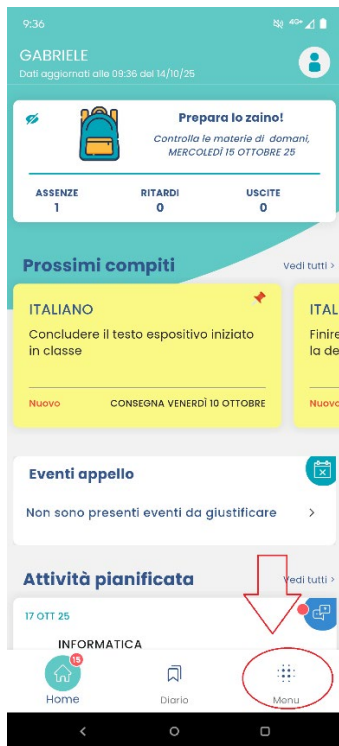 9:36
4G+
GABRIELE
Dati aggiornati alle 09:36 del 14/10/25
Prepara lo zaino!
Controlla le materie di domani,
MERCOLEDÌ 15 OTTOBRE 25
ASSENZE RITARDI USCITE
1 0 0
Prossimi compiti Vedi tutti >
ITALIANO
Concludere il testo espositivo iniziato
in classe
Nuovo CONSEGNA VENERDÌ 10 OTTOBRE
ITAL
Finire
la de
Nuovo
Eventi appello
Non sono presenti eventi da giustificare >
Attività pianificata Vedi tutti >
17 OTT 25
INFORMATICA
15
Home Diario Menu